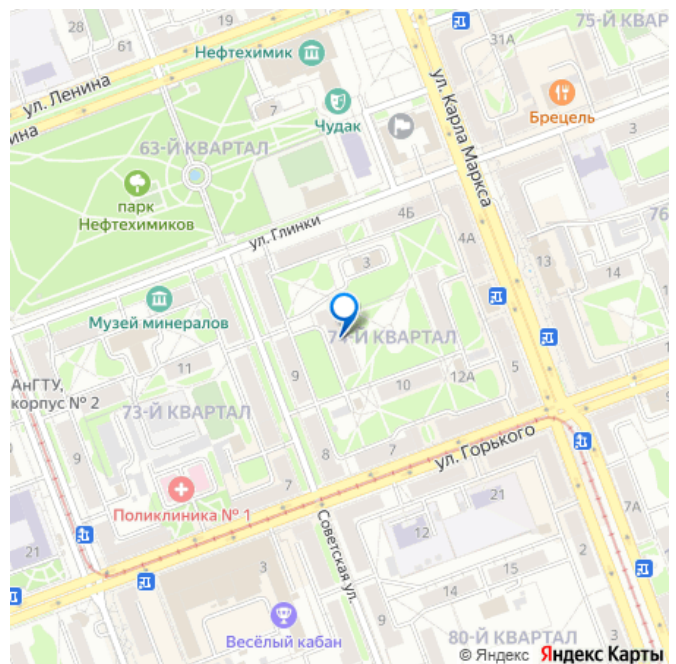 28
19
75-Й КВАР
61
Нефтехимик
31А
ул. Ленина
ина
7
Чудак
ул. Карла Маркса
Брецель
3
63-Й КВАРТАЛ
парк
Нефтехимиков
ул. Глинки
4Б
4А
76
3
13
14
Музей минералов
74-Й КВАРТАЛ
11
АнГТУ,
корпус № 2
9
10
12А
5
9
73-Й КВАРТАЛ
9
8
7
ул. Горького
7
Поликлиника № 1
21
7А
21
12
Советская ул.
2
3
15
14
Весёлый кабан
9
80-Й КВАРТАЛ
3
© Яндекс Яндекс Карты